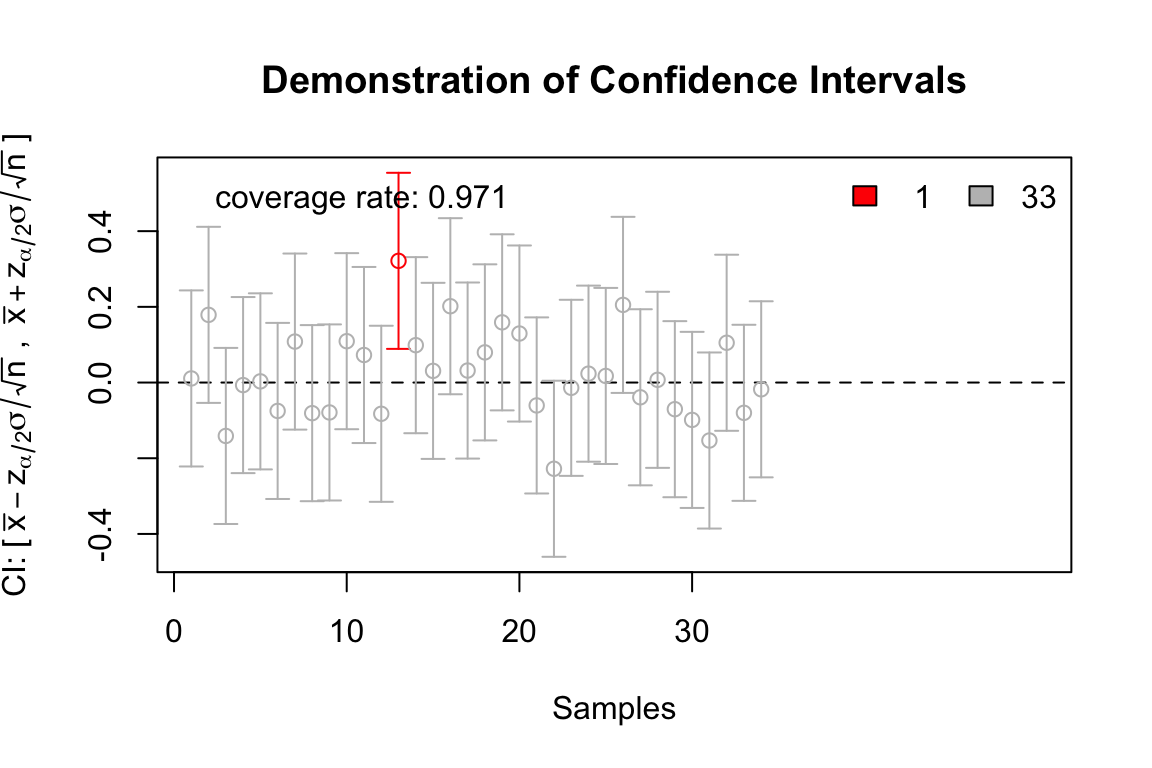 Demonstration of Confidence Intervals
CI: [ x̅ − zα/2σ/√n , x̅ + zα/2σ/√n ]
coverage rate: 0.971
1
33
0.4
0.2
0.0
-0.4
0
10
20
30
Samples